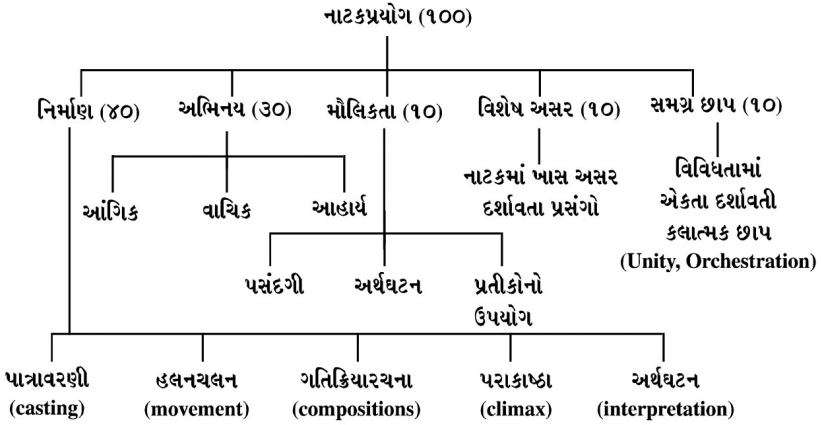 નાટકપ્રયોગ (૧૦૦)
નિર્માણ (૪૦)
અભિનય (૩૦)
મૌલિકતા (૧૦)
વિશેષ અસર (૧૦)
સમગ્ર છાપ (૧૦)
આંગિક
વાચિક
આહાર્ય
નાટકમાં ખાસ અસર
દર્શાવતા પ્રસંગો
વિવિધતામાં
એકતા દર્શાવતી
કલાત્મક છાપ
(Unity, Orchestration)
પસંદગી
અર્થઘટન
પ્રતીકોનો
ઉપયોગ
પાત્રાવરણી
(casting)
હલનચલન
(movement)
ગતિક્રિયારચના
(compositions)
પરાકાષ્ઠા
(climax)
અર્થઘટન
(interpretation)